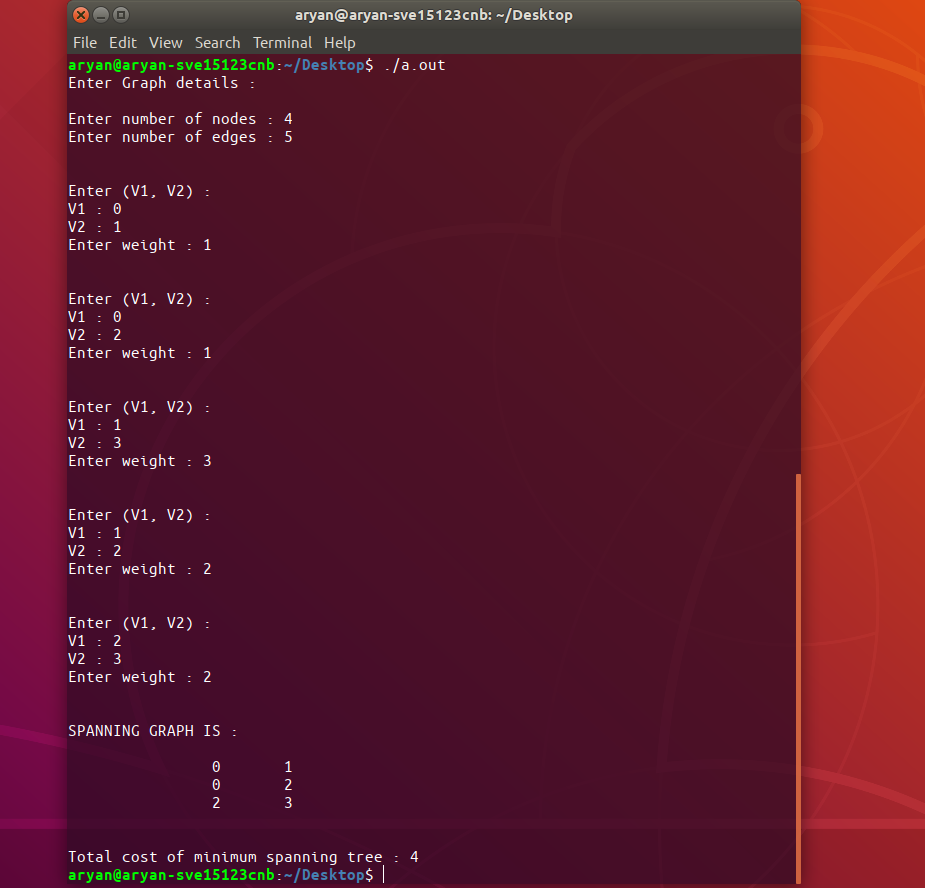 aryan@aryan-sve15123cnb: ~/Desktop
File Edit View Search Terminal Help
aryan@aryan-sve15123cnb:~/Desktop$ ./a.out
Enter Graph details :
Enter number of nodes : 4
Enter number of edges : 5
Enter (V1, V2) :
V1 : 0
V2 : 1
Enter weight : 1
Enter (V1, V2) :
V1 : 0
V2 : 2
Enter weight : 1
Enter (V1, V2) :
V1 : 1
V2 : 3
Enter weight : 3
Enter (V1, V2) :
V1 : 1
V2 : 2
Enter weight : 2
Enter (V1, V2) :
V1 : 2
V2 : 3
Enter weight : 2
SPANNING GRAPH IS :
0 1
0 2
2 3
Total cost of minimum spanning tree : 4
aryan@aryan-sve15123cnb:~/Desktop$